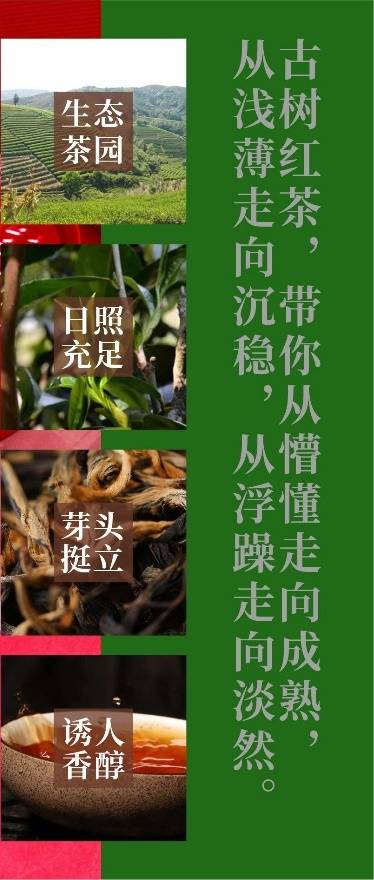 古树红茶，带你从懵懂走向成熟，
从浅薄走向沉稳，从浮躁走向淡然。
生态
茶园
日照
充足
芽头
挺立
诱人
香醇